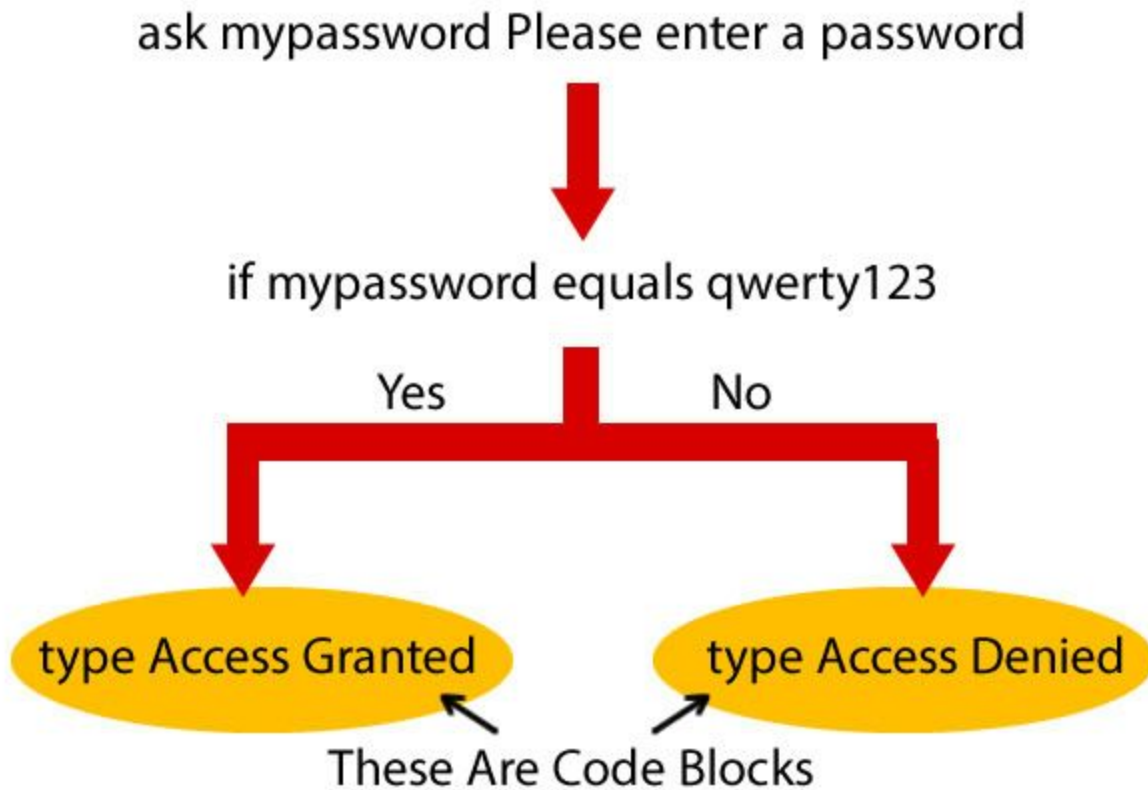 ask mypassword Please enter a password
if mypassword equals qwerty123
Yes
No
type Access Granted
type Access Denied
These Are Code Blocks